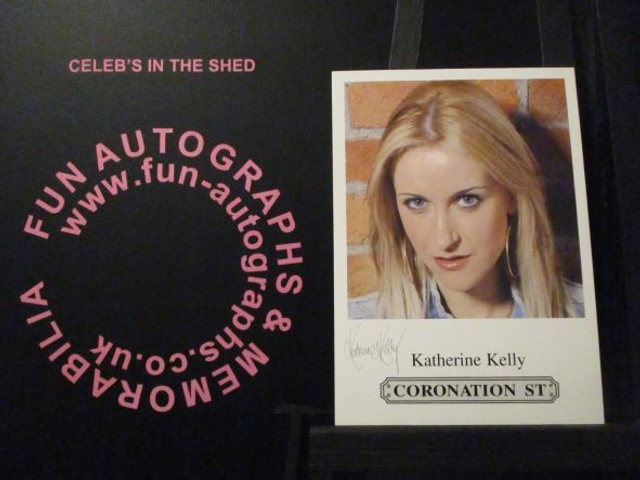 CELEB'S IN THE SHED
FUN AUTOGRAPHS & MEMORABILIA
www.fun-autographs.co.uk
Katherine Kelly
Katherine Kelly
CORONATION ST